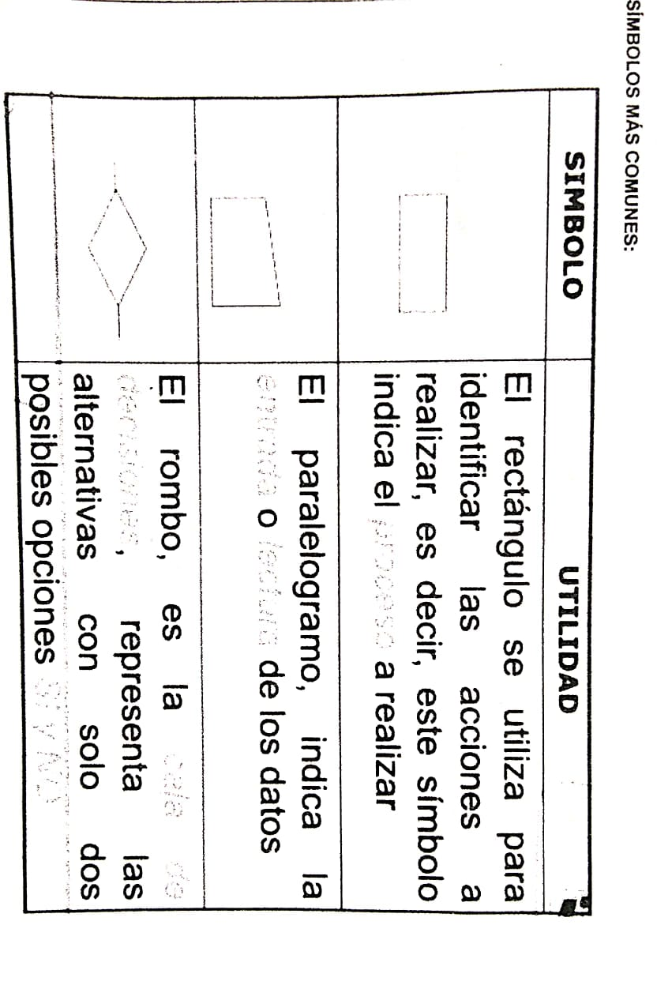 SÍMBOLOS MÁS COMUNES:
SIMBOLO
UTILIDAD
El rectángulo se utiliza para
identificar las acciones a
realizar, es decir, este símbolo
indica el proceso a realizar
El paralelogramo, indica la
entrada o lectura de los datos
El rombo, es la de
decisiones, representa las
alternativas con solo dos
posibles opciones SI y NO